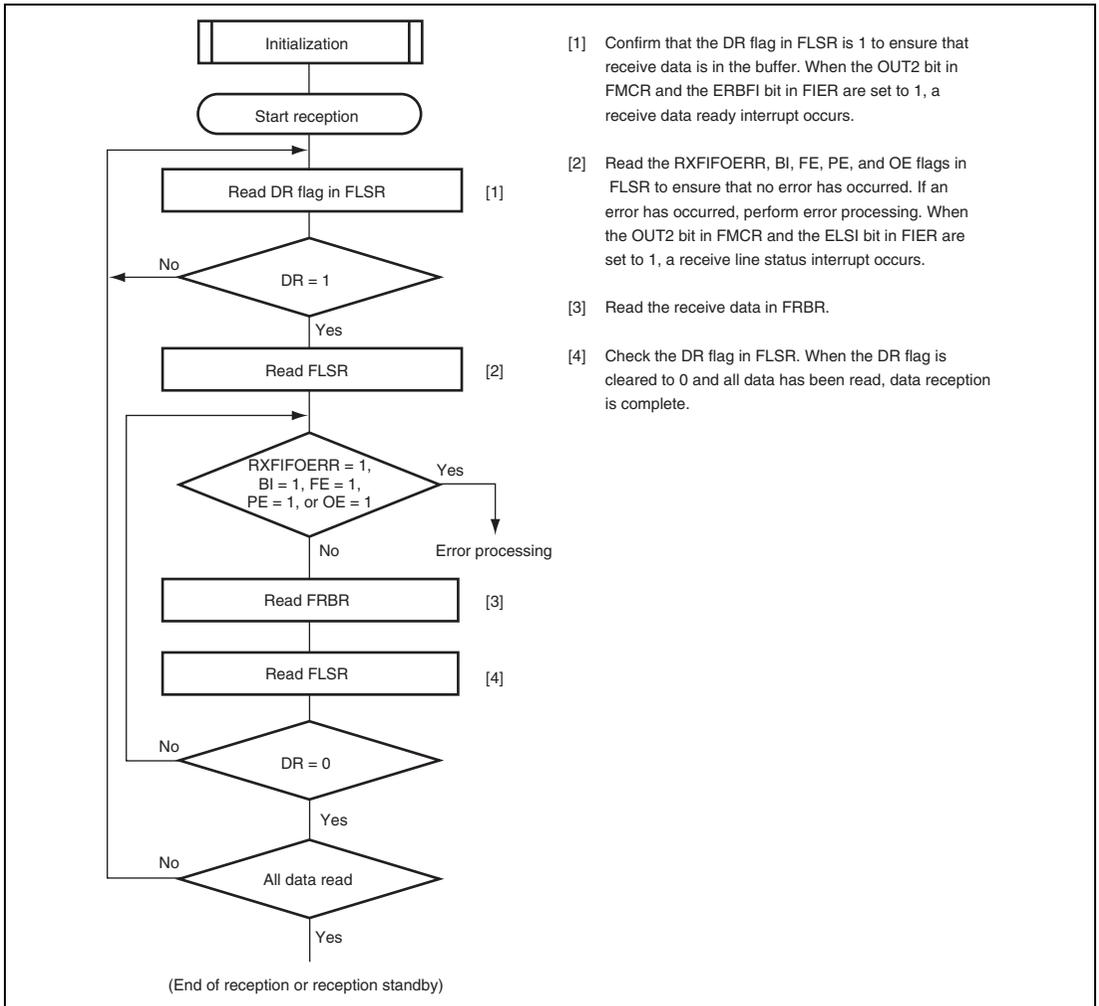 Initialization
Start reception
Read DR flag in FLSR
[1]
No
DR = 1
Yes
Read FLSR
[2]
RXFIFOERR = 1,
BI = 1, FE = 1,
PE = 1, or OE = 1
Yes
No
Error processing
Read FRBR
[3]
Read FLSR
[4]
No
DR = 0
Yes
No
All data read
Yes
(End of reception or reception standby)
[1] Confirm that the DR flag in FLSR is 1 to ensure that
receive data is in the buffer. When the OUT2 bit in
FMCR and the ERBFI bit in FIER are set to 1, a
receive data ready interrupt occurs.
[2] Read the RXFIFOERR, BI, FE, PE, and OE flags in
FLSR to ensure that no error has occurred. If an
error has occurred, perform error processing. When
the OUT2 bit in FMCR and the ELSI bit in FIER are
set to 1, a receive line status interrupt occurs.
[3] Read the receive data in FRBR.
[4] Check the DR flag in FLSR. When the DR flag is
cleared to 0 and all data has been read, data reception
is complete.